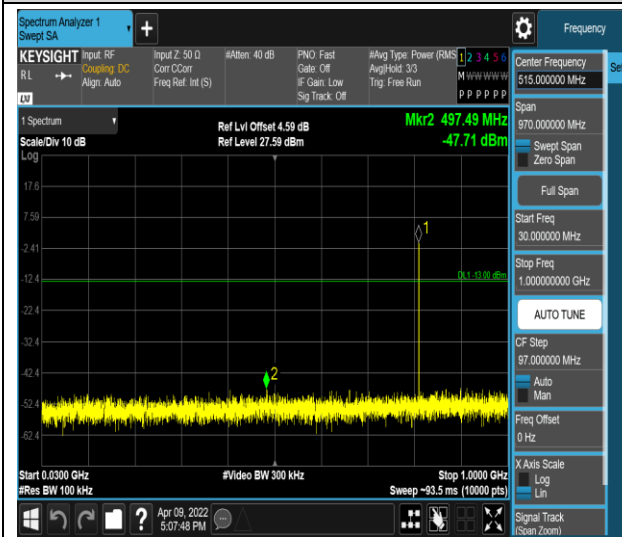 Spectrum Analyzer 1
Swept SA
Frequency
KEYSIGHT
RL
LXI
Input: RF
Coupling: DC
Align: Auto
Input Z: 50 Ω
Corr CCorr
Freq Ref: Int (S)
#Atten: 40 dB
PNO: Fast
Gate: Off
IF Gain: Low
Sig Track: Off
#Avg Type: Power (RMS
Avg|Hold: 3/3
Trig: Free Run
1 2 3 4 5 6
M W W W W W
P P P P P P
1 Spectrum
Scale/Div 10 dB
Log
Ref Lvl Offset 4.59 dB
Ref Level 27.59 dBm
Mkr2 497.49 MHz
-47.71 dBm
17.6
7.59
-2.41
-12.4
-22.4
-32.4
-42.4
-52.4
-62.4
1
DL1 -13.00 dBm
2
Start 0.0300 GHz
#Res BW 100 kHz
#Video BW 300 kHz
Stop 1.0000 GHz
Sweep ~93.5 ms (10000 pts)
?
Apr 09, 2022
5:07:48 PM
Center Frequency
515.000000 MHz
Set
Span
970.000000 MHz
Swept Span
Zero Span
Full Span
Start Freq
30.000000 MHz
Stop Freq
1.000000000 GHz
AUTO TUNE
CF Step
97.000000 MHz
Auto
Man
Freq Offset
0 Hz
X Axis Scale
Log
Lin
Signal Track
(Span Zoom)